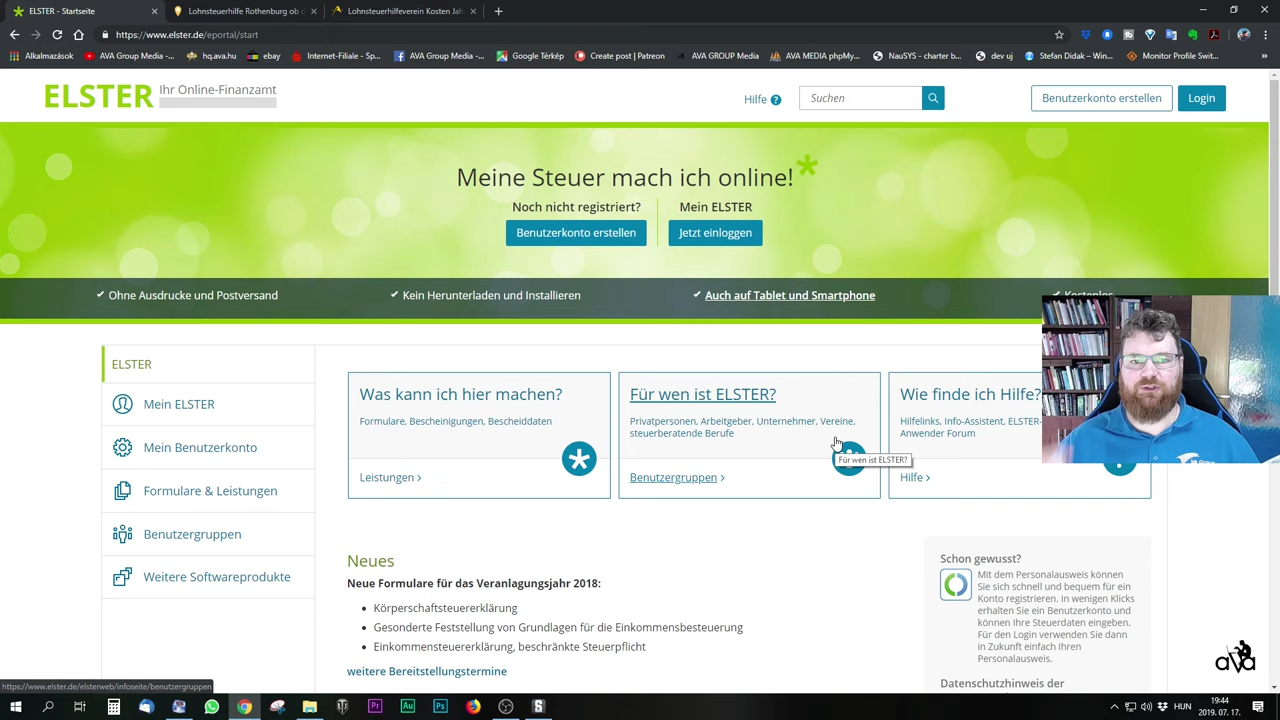 ELSTER - Startseite
Lohnsteuerhilfe Rothenburg ob d
Lohnsteuerhilfeverein Kosten Jah
https://www.elster.de/eportal/start
Alkalmazások
AVA Group Media -...
hq.ava.hu
ebay
Internet-Filiale - Sp...
AVA Group Media -...
Google Térkép
Create post | Patreon
AVA GROUP Media
AVA MEDIA phpMy...
NauSYS - charter b...
dev uj
Osztat Didak – Win...
Monitor Profile Swit...
ELSTER
Ihr Online-Finanzamt
Hilfe
Suchen
Benutzerkonto erstellen
Login
Meine Steuer mach ich online!
Noch nicht registriert?
Mein ELSTER
Benutzerkonto erstellen
Jetzt einloggen
Ohne Ausdrucke und Postversand
Kein Herunterladen und Installieren
Auch auf Tablet und Smartphone
Kostenlos
ELSTER
Mein ELSTER
Mein Benutzerkonto
Formulare & Leistungen
Benutzergruppen
Weitere Softwareprodukte
Was kann ich hier machen?
Formulare, Bescheinigungen, Bescheiddaten
Leistungen
Für wen ist ELSTER?
Privatpersonen, Arbeitgeber, Unternehmer, Vereine,
steuerberatende Berufe
Für wen ist ELSTER?
Benutzergruppen
Wie finde ich Hilfe?
Hilfelinks, Info-Assistent, ELSTER-
Anwender Forum
Hilfe
Neues
Neue Formulare für das Veranlagungsjahr 2018:
Körperschaftsteuererklärung
Gesonderte Feststellung von Grundlagen für die Einkommensbesteuerung
Einkommensteuererklärung, beschränkte Steuerpflicht
weitere Bereitstellungstermine
Schon gewusst?
Mit dem Personalausweis können
Sie sich schnell und bequem für ein
Konto registrieren. In wenigen Klicks
erhalten Sie ein Benutzerkonto und
können Ihre Steuerdaten eingeben.
Für den Login verwenden Sie dann
in Zukunft einfach Ihren
Personalausweis.
Datenschutzhinweis der
ava
https://www.elster.de/elsterweb/infoseite/benutzergruppen
HUN
19:44
2019. 07. 17.